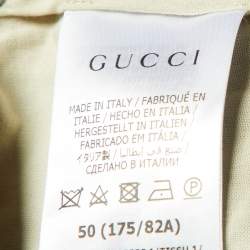 GUCCI
MADE IN ITALY / FABRIQUÉ EN
ITALIE / HECHO EN ITALIA /
HERGESTELLT IN ITALIEN /
FABRICADO EM ITÁLIA /
イタリア製 / صنع في إيطاليا /
СДЕЛАНО В ИТАЛИИ
50 (175/82A)